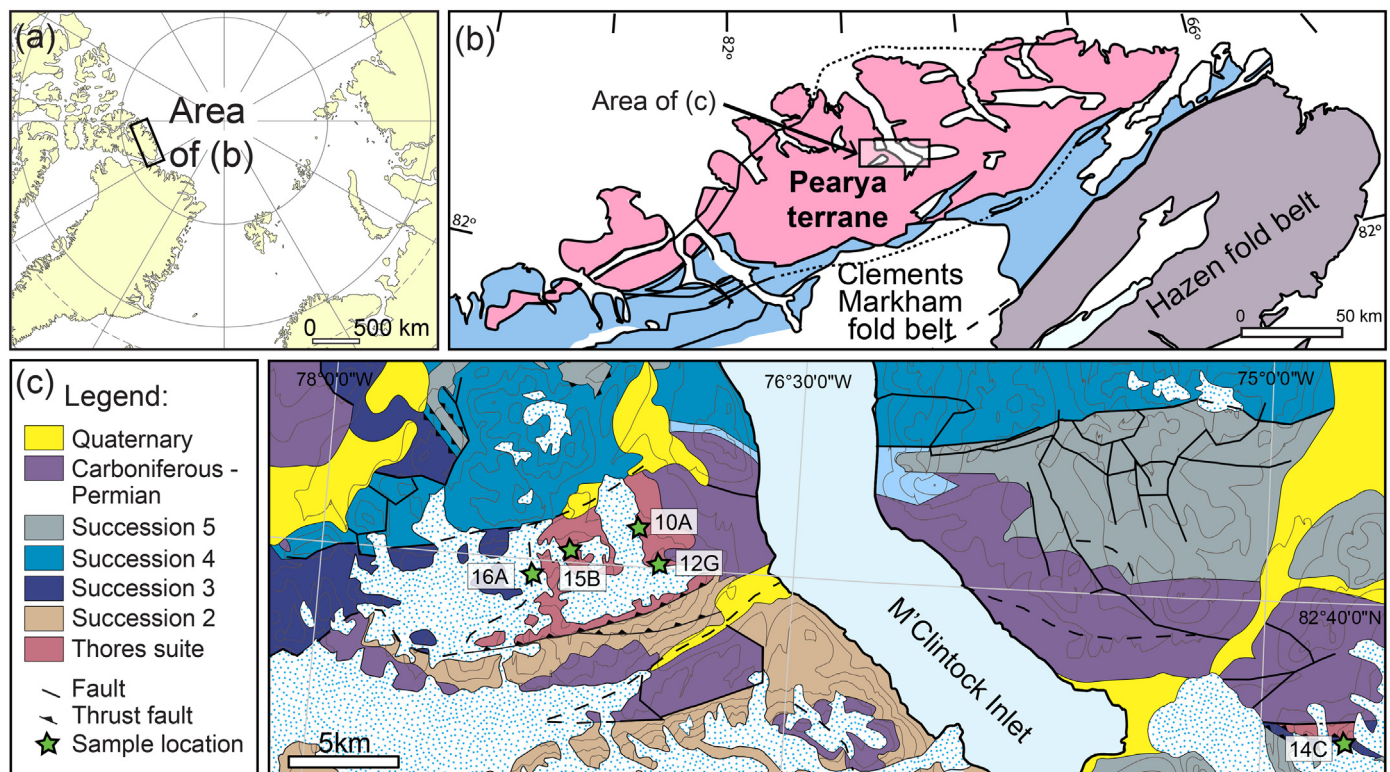 (a)
Area
of (b)
0 500 km
(b)
82°
66°
Area of (c)
Pearya
terrane
82°
82°
Clements
Markham
fold belt
Hazen fold belt
0 50 km
(c) Legend:
Quaternary
Carboniferous -
Permian
Succession 5
Succession 4
Succession 3
Succession 2
Thores suite
Fault
Thrust fault
Sample location
78°0'0"W
76°30'0"W
75°0'0"W
10A
16A
15B
12G
82°40'0"N
M'Clintock Inlet
14C
5km